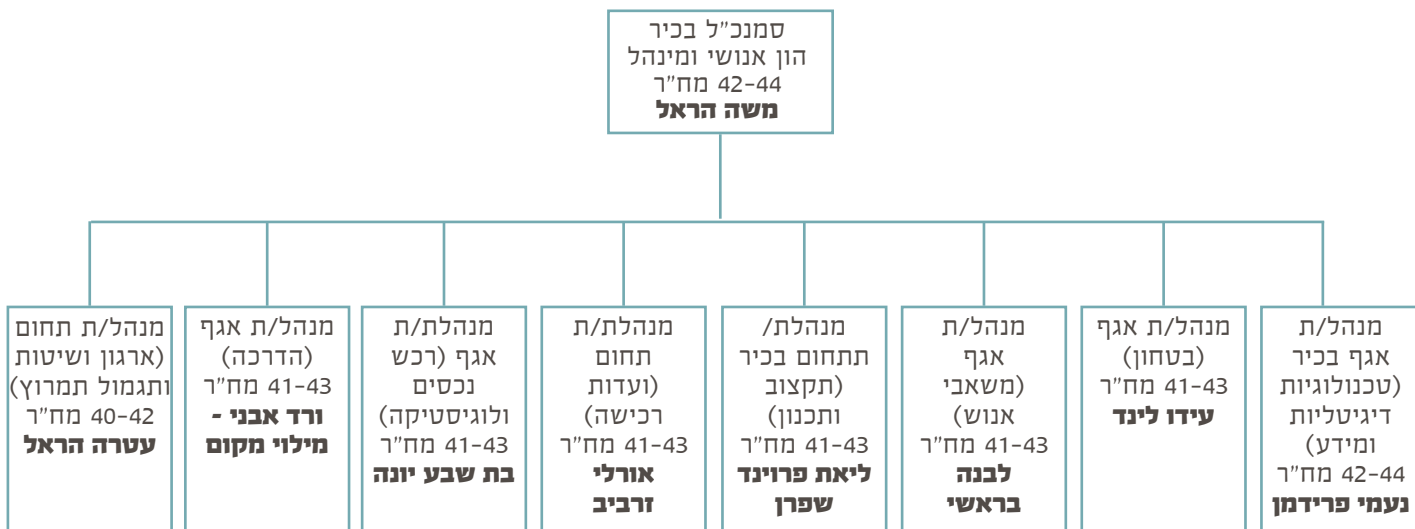 סמנכ"ל בכיר
הון אנושי ומינהל
42-44 מח"ר
משה הראל
מנהל/ת
אגף בכיר
(טכנולוגיות
דיגיטליות
ומידע)
42-44 מח"ר
נעמי פרידמן
מנהל/ת אגף
(בטחון)
41-43 מח"ר
עידו לינד
מנהל/ת
אגף
(משאבי
אנוש)
41-43 מח"ר
לבנה
בראשי
מנהלת/
תתחום בכיר
(תקצוב
ותכנון)
41-43 מח"ר
ליאת פרוינד
שפרן
מנהלת/ת
תחום
(ועדות
רכישה)
41-43 מח"ר
אורלי
זרביב
מנהלת/ת
אגף (רכש
נכסים
ולוגיסטיקה)
41-43 מח"ר
בת שבע יונה
מנהל/ת אגף
(הדרכה)
41-43 מח"ר
ורד אבני -
מילוי מקום
מנהל/ת תחום
(ארגון ושיטות
ותגמול תמרוץ)
40-42 מח"ר
עטרה הראל